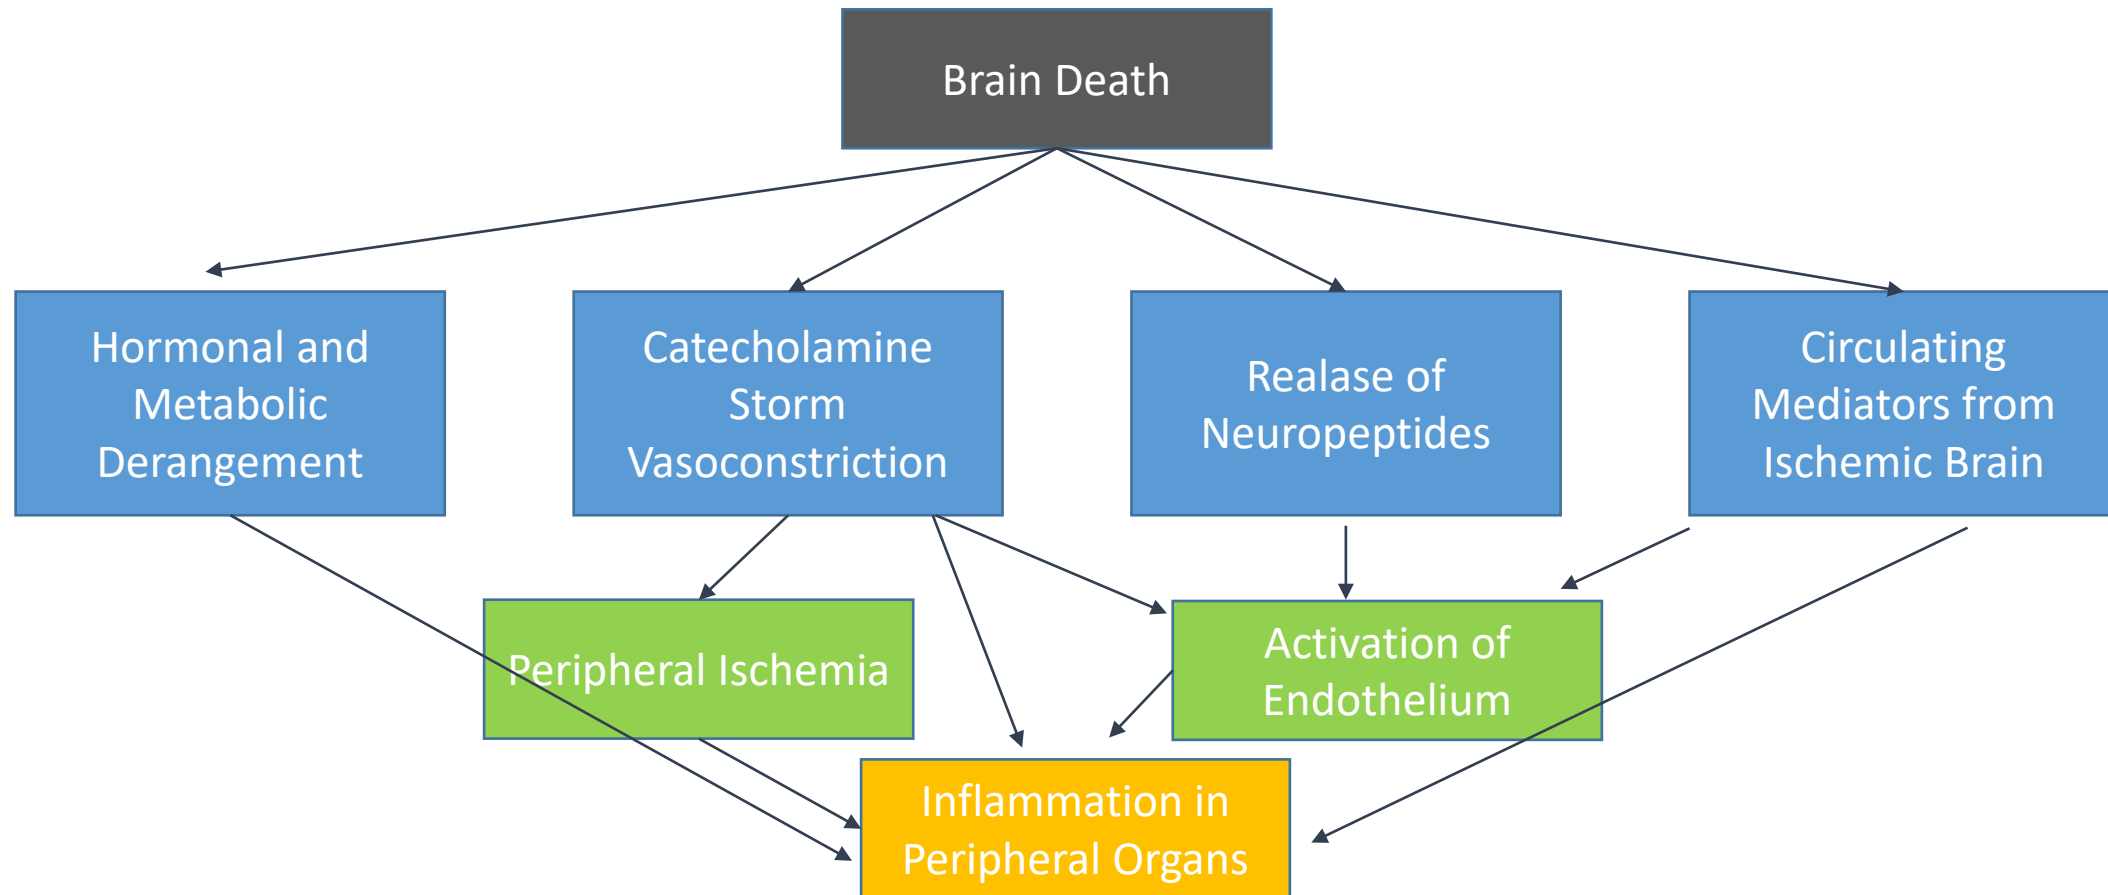 Brain Death
Hormonal and
Metabolic
Derangement
Catecholamine
Storm
Vasoconstriction
Realase of
Neuropeptides
Circulating
Mediators from
Ischemic Brain
Peripheral Ischemia
Activation of
Endothelium
Inflammation in
Peripheral Organs